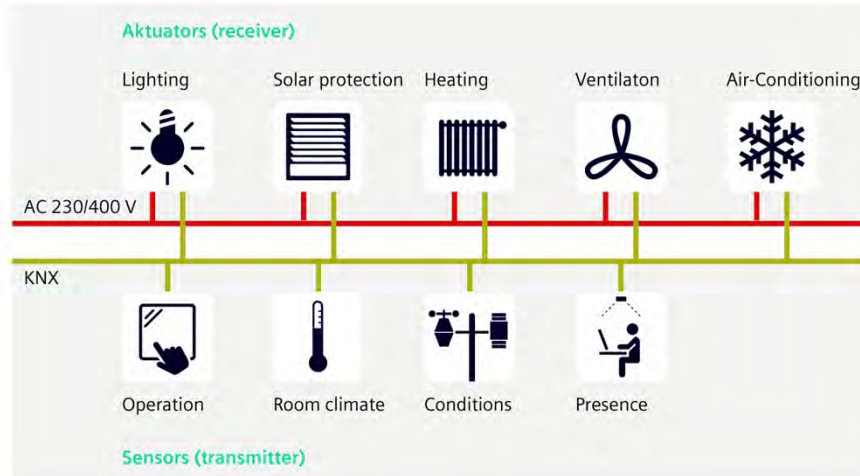 Aktuators (receiver)
Lighting
Solar protection
Heating
Ventilaton
Air-Conditioning
AC 230/400 V
KNX
Operation
Room climate
Conditions
Presence
Sensors (transmitter)